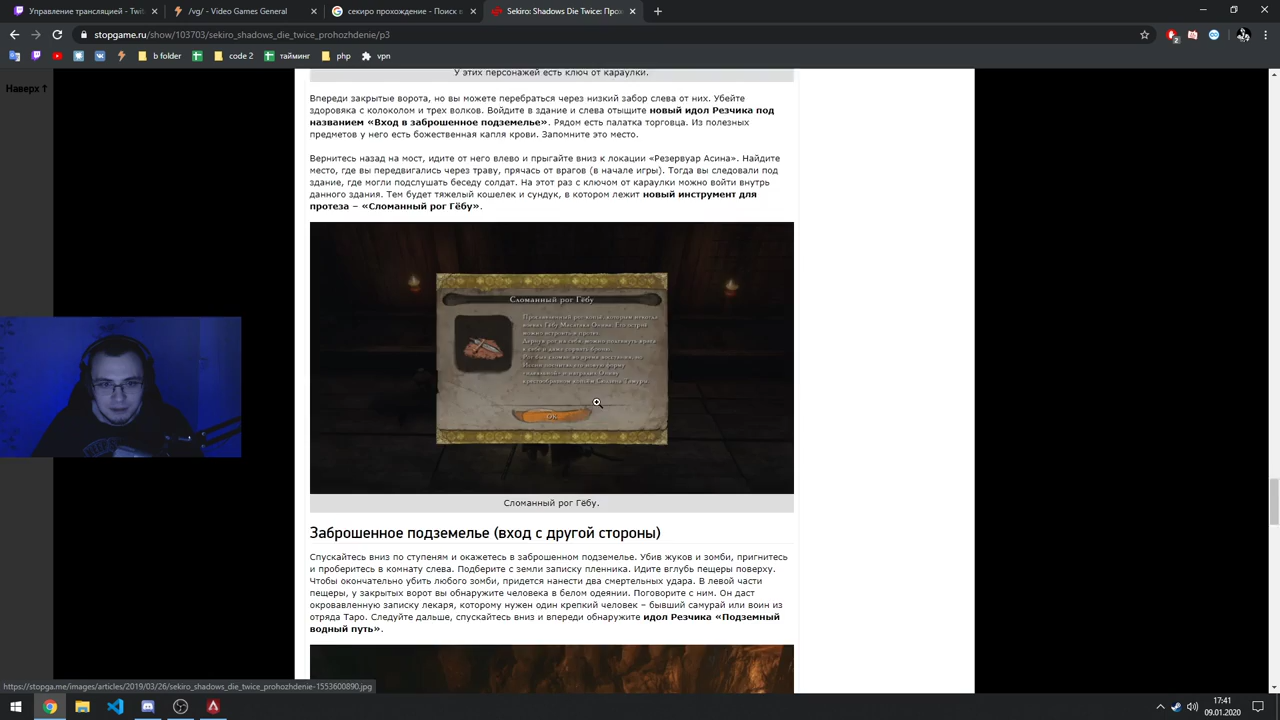 Управление трансляцией - Twit
/vg/ - Video Games General
секиро прохождение - Поиск в
Sekiro: Shadows Die Twice: Про
stopgame.ru/show/103703/sekiro_shadows_die_twice_prohozhdenie/p3
b folder
code 2
тайминг
php
vpn
Наверх ↑
У этих персонажей есть ключ от караулки.
Впереди закрытые ворота, но вы можете перебраться через низкий забор слева от них. Убейте
здоровяка с колоколом и трех волков. Войдите в здание и слева отыщите новый идол Резчика под
названием «Вход в заброшенное подземелье». Рядом есть палатка торговца. Из полезных
предметов у него есть божественная капля крови. Запомните это место.
Вернитесь назад на мост, идите от него влево и прыгайте вниз к локации «Резервуар Асина». Найдите
место, где вы передвигались через траву, прячась от врагов (в начале игры). Тогда вы следовали под
здание, где могли подслушать беседу солдат. На этот раз с ключом от караулки можно войти внутрь
данного здания. Тем будет тяжелый кошелек и сундук, в котором лежит новый инструмент для
протеза – «Сломанный рог Гёбу».
Сломанный рог Гёбу
OK
Сломанный рог Гёбу.
Заброшенное подземелье (вход с другой стороны)
Спускайтесь вниз по ступеням и окажетесь в заброшенном подземелье. Убив жуков и зомби, пригнитесь
и проберитесь в комнату слева. Подберите с земли записку пленника. Идите вглубь пещеры поверху.
Чтобы окончательно убить любого зомби, придется нанести два смертельных удара. В левой части
пещеры, у закрытых ворот вы обнаружите человека в белом одеянии. Поговорите с ним. Он даст
окровавленную записку лекаря, которому нужен один крепкий человек – бывший самурай или воин из
отряда Таро. Следуйте дальше, спускайтесь вниз и впереди обнаружите идол Резчика «Подземный
водный путь».
https://stopga.me/images/articles/2019/03/26/sekiro_shadows_die_twice_prohozhdenie-1553600890.jpg
17:41
09.01.2020